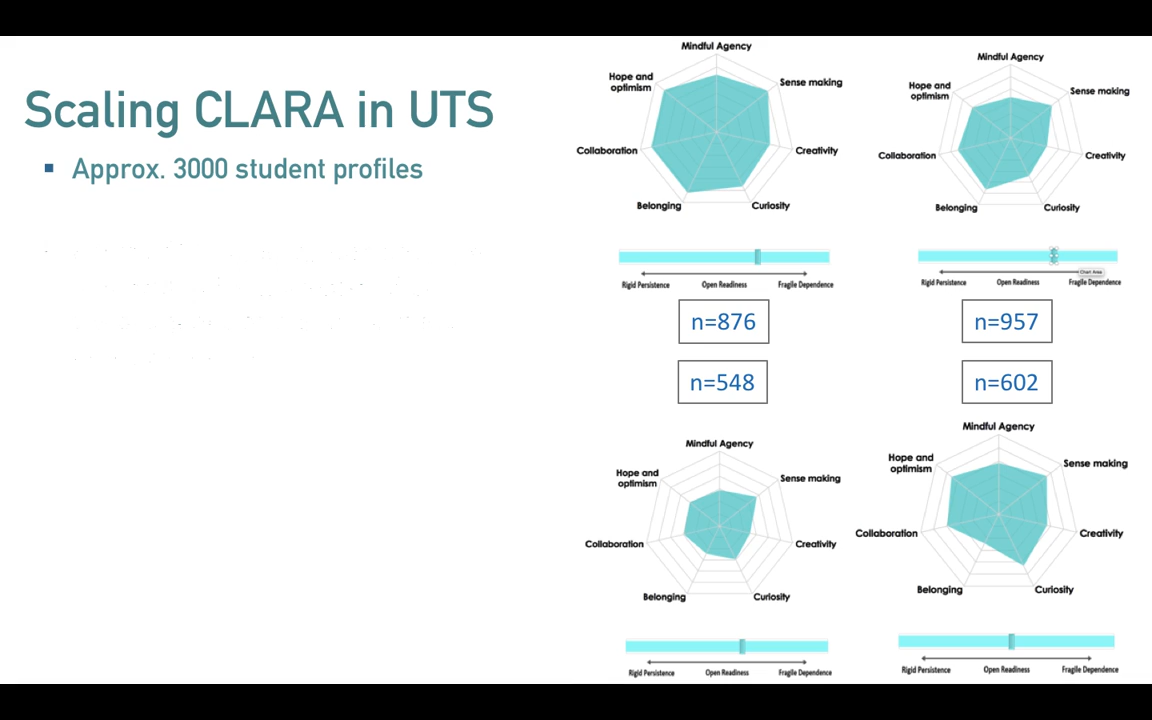 Scaling CLARA in UTS
▪ Approx. 3000 student profiles
Mindful Agency
Hope and
optimism
Sense making
Collaboration
Creativity
Belonging
Curiosity
Rigid Persistence
Open Readiness
Fragile Dependence
n=876
Mindful Agency
Hope and
optimism
Sense making
Collaboration
Creativity
Belonging
Curiosity
Chart Area
Rigid Persistence
Open Readiness
Fragile Dependence
n=957
n=548
Mindful Agency
Hope and
optimism
Sense making
Collaboration
Creativity
Belonging
Curiosity
Rigid Persistence
Open Readiness
Fragile Dependence
n=602
Mindful Agency
Hope and
optimism
Sense making
Collaboration
Creativity
Belonging
Curiosity
Rigid Persistence
Open Readiness
Fragile Dependence